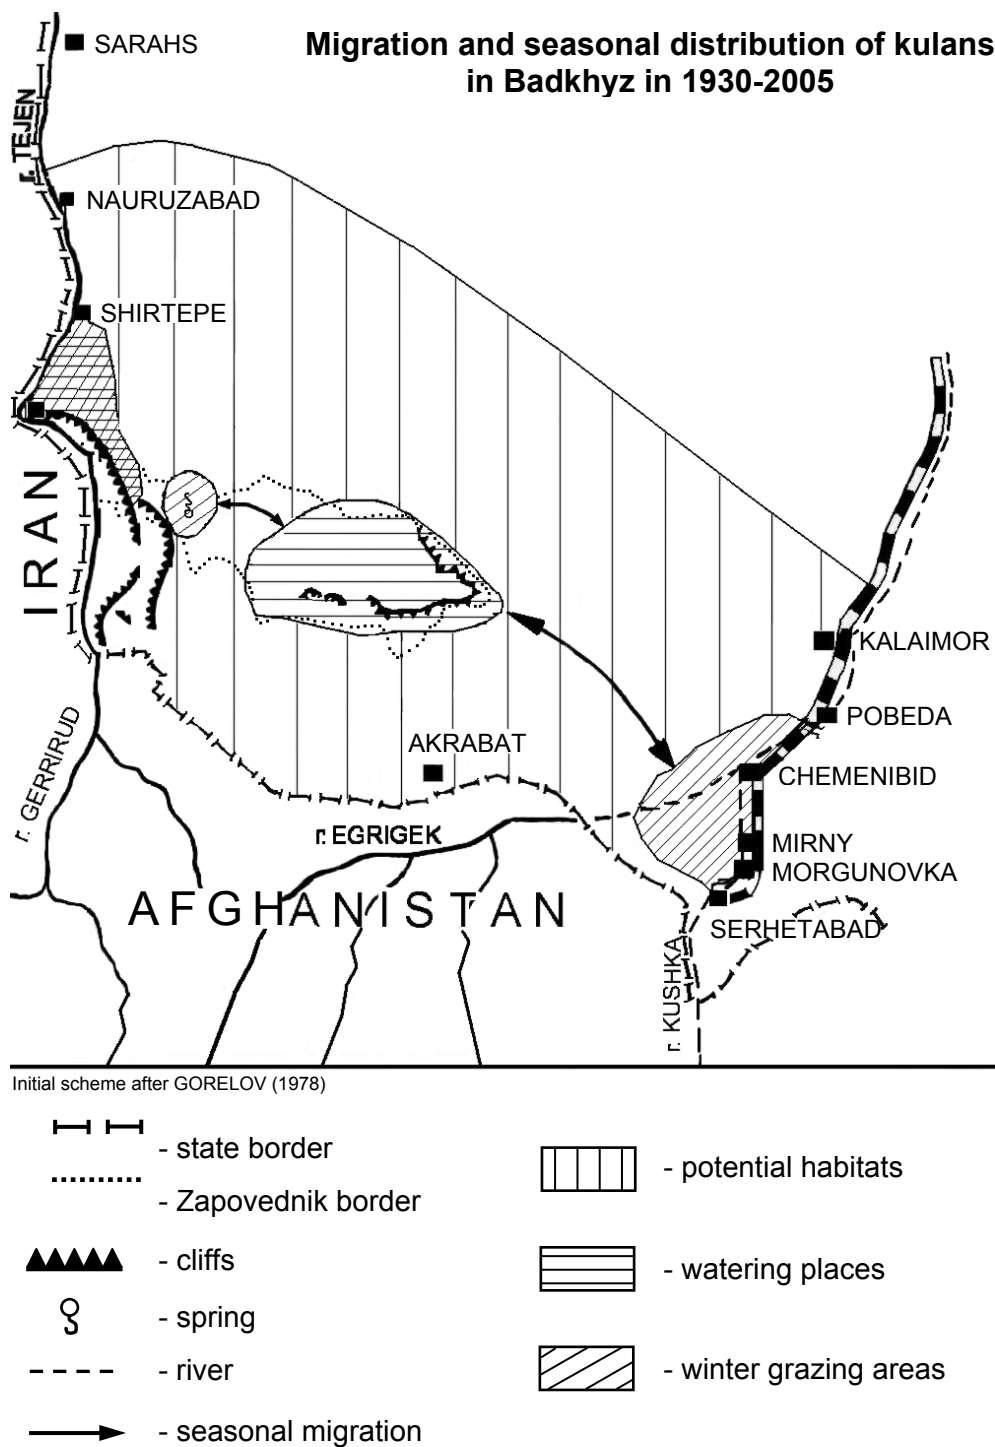 Migration and seasonal distribution of kulans
in Badkhyz in 1930-2005
SARAHS
r. TEJEN
NAURUZABAD
SHIRTEPE
IRAN
KALAIMOR
POBEDA
AKRABAT
CHEMENIBID
r. GERRIRUD
r. EGRIGEK
MIRNY
MORGUNOVKA
AFGHANISTAN
SERHETABAD
r. KUSHKA
Initial scheme after GORELOV (1978)
- state border
- Zapovednik border
- cliffs
- spring
- river
- seasonal migration
- potential habitats
- watering places
- winter grazing areas